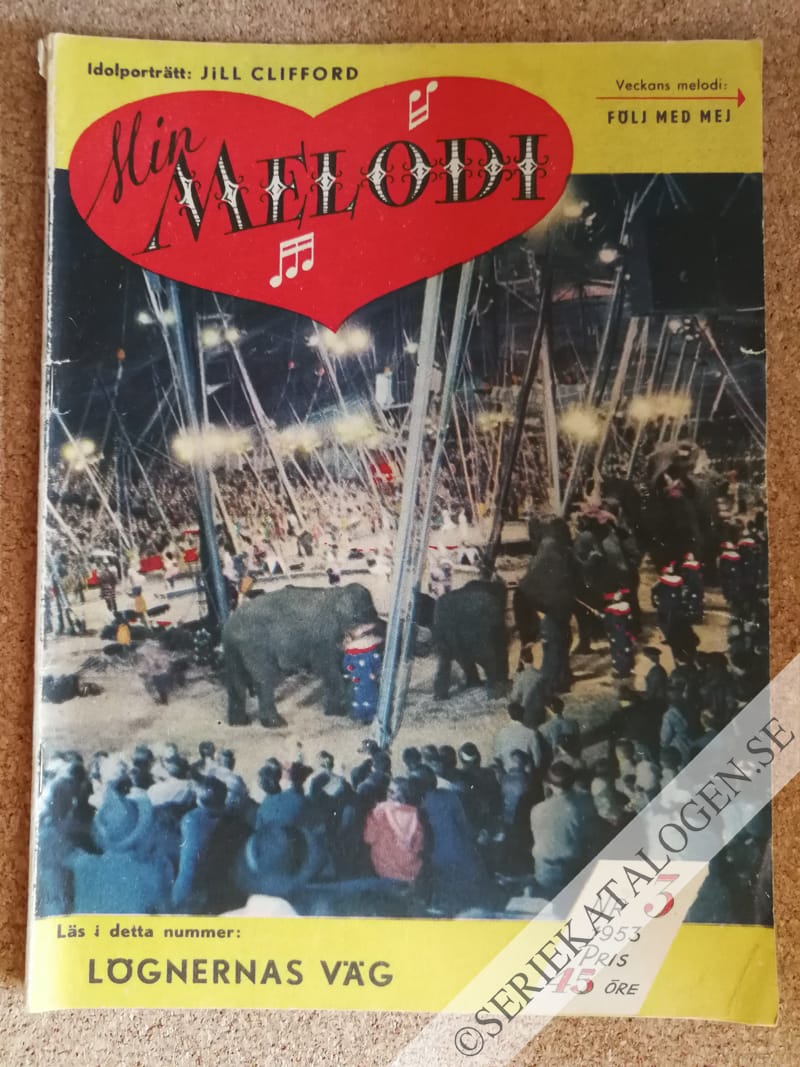 Idolporträtt: JiLL CLIFFORD
Veckans melodi:
FÖLJ MED MEJ
Min
MELODI
Läs i detta nummer:
LÖGNERNAS VÄG
3
1953
PRIS
45 ÖRE
©SERIEKATALOGEN.SE